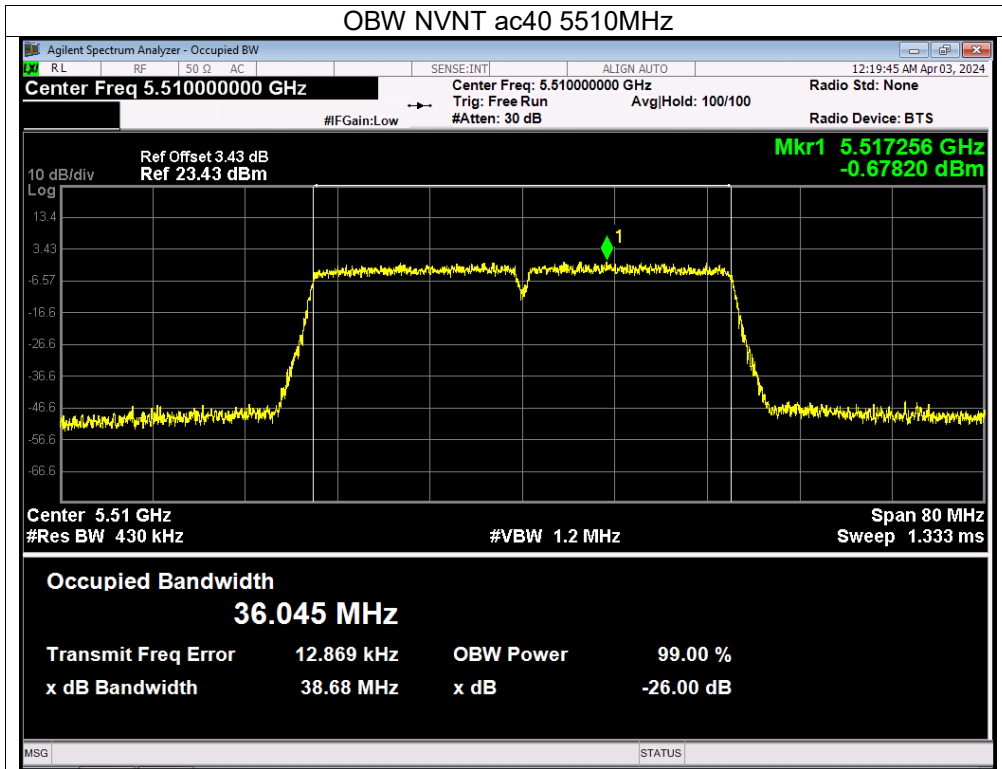 OBW NVNT ac40 5510MHz
Agilent Spectrum Analyzer - Occupied BW
LXI RL RF 50 Ω AC SENSE:INT ALIGN AUTO 12:19:45 AM Apr 03, 2024
Center Freq 5.510000000 GHz Center Freq: 5.510000000 GHz Radio Std: None
Trig: Free Run Avg|Hold: 100/100
#IFGain:Low #Atten: 30 dB Radio Device: BTS
Mkr1 5.517256 GHz
-0.67820 dBm
Ref Offset 3.43 dB
10 dB/div Ref 23.43 dBm
Log
13.4
1
3.43
-6.57
-16.6
-26.6
-36.6
-46.6
-56.6
-66.6
Center 5.51 GHz Span 80 MHz
#Res BW 430 kHz #VBW 1.2 MHz Sweep 1.333 ms
Occupied Bandwidth
36.045 MHz
Transmit Freq Error 12.869 kHz OBW Power 99.00 %
x dB Bandwidth 38.68 MHz x dB -26.00 dB
MSG STATUS